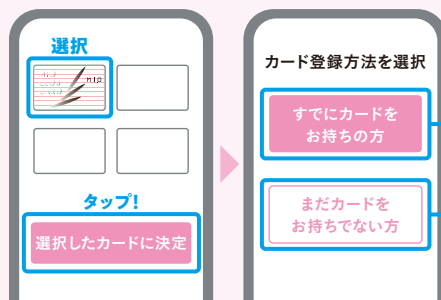 選択
nip
タップ!
選択したカードに決定
カード登録方法を選択
すでにカードを
お持ちの方
まだカードを
お持ちでない方